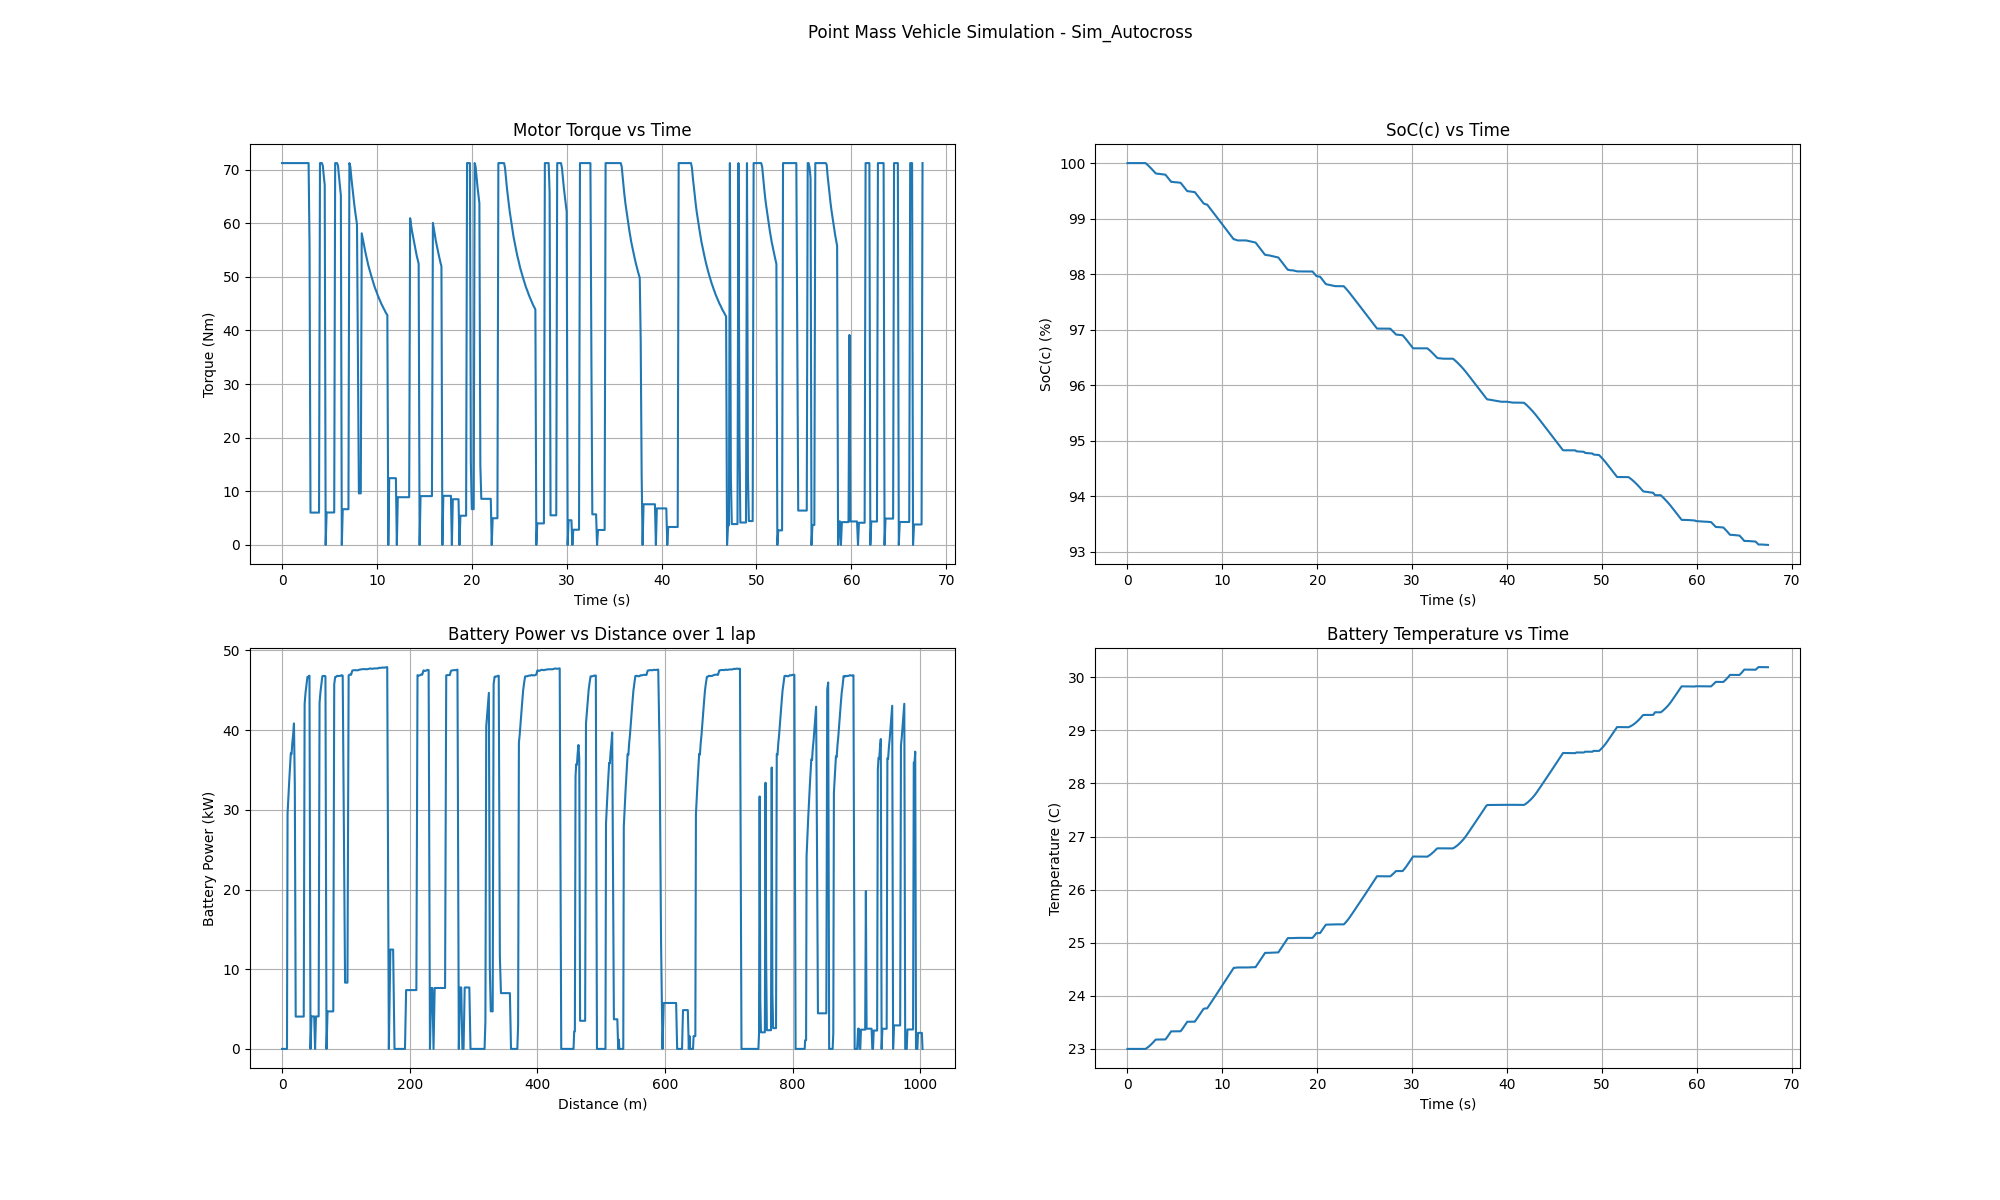 Point Mass Vehicle Simulation - Sim_Autocross
Motor Torque vs Time
Torque (Nm)
70
60
50
40
30
20
10
0
0 10 20 30 40 50 60 70
Time (s)
SoC(c) vs Time
SoC(c) (%)
100
99
98
97
96
95
94
93
0 10 20 30 40 50 60 70
Time (s)
Battery Power vs Distance over 1 lap
Battery Power (kW)
50
40
30
20
10
0
0 200 400 600 800 1000
Distance (m)
Battery Temperature vs Time
Temperature (C)
30
29
28
27
26
25
24
23
0 10 20 30 40 50 60 70
Time (s)